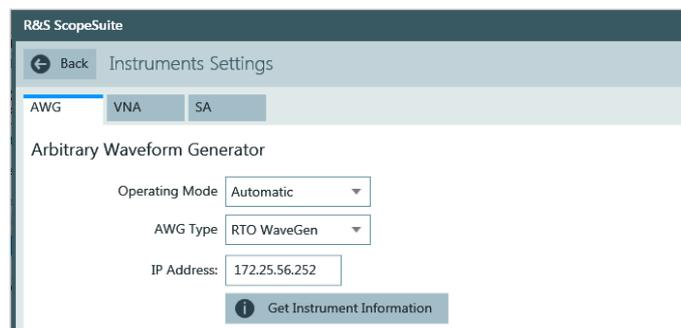 R&S ScopeSuite
Back Instruments Settings
AWG VNA SA
Arbitrary Waveform Generator
Operating Mode Automatic
AWG Type RTO WaveGen
IP Address: 172.25.56.252
Get Instrument Information